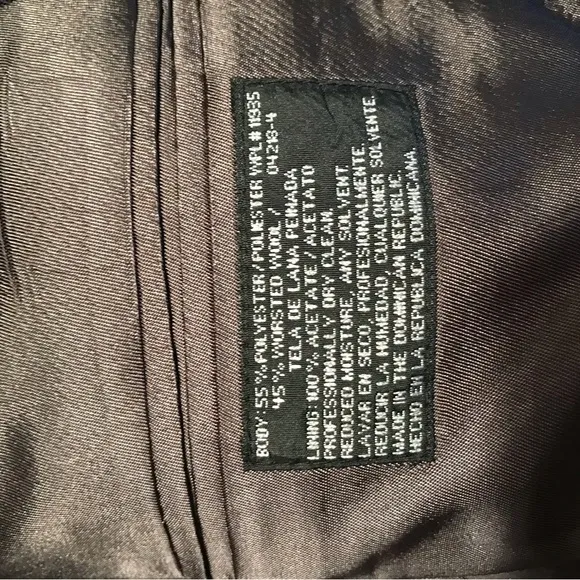 BODY: 55% POLYESTER/POLIESTER WPL# 11935
45% WORSTED WOOL / 04218-4
TELA DE LANA PEINADA
LINING: 100% ACETATE/ACETATO
PROFESSIONALLY DRY CLEAN.
REDUCED MOISTURE, ANY SOLVENT.
LAVAR EN SECO, PROFESIONALMENTE.
REDUCIR LA HUMEDAD, CUALQUIER SOLVENTE.
MADE IN THE DOMINICAN REPUBLIC.
HECHO EN LA REPUBLICA DOMINICANA.